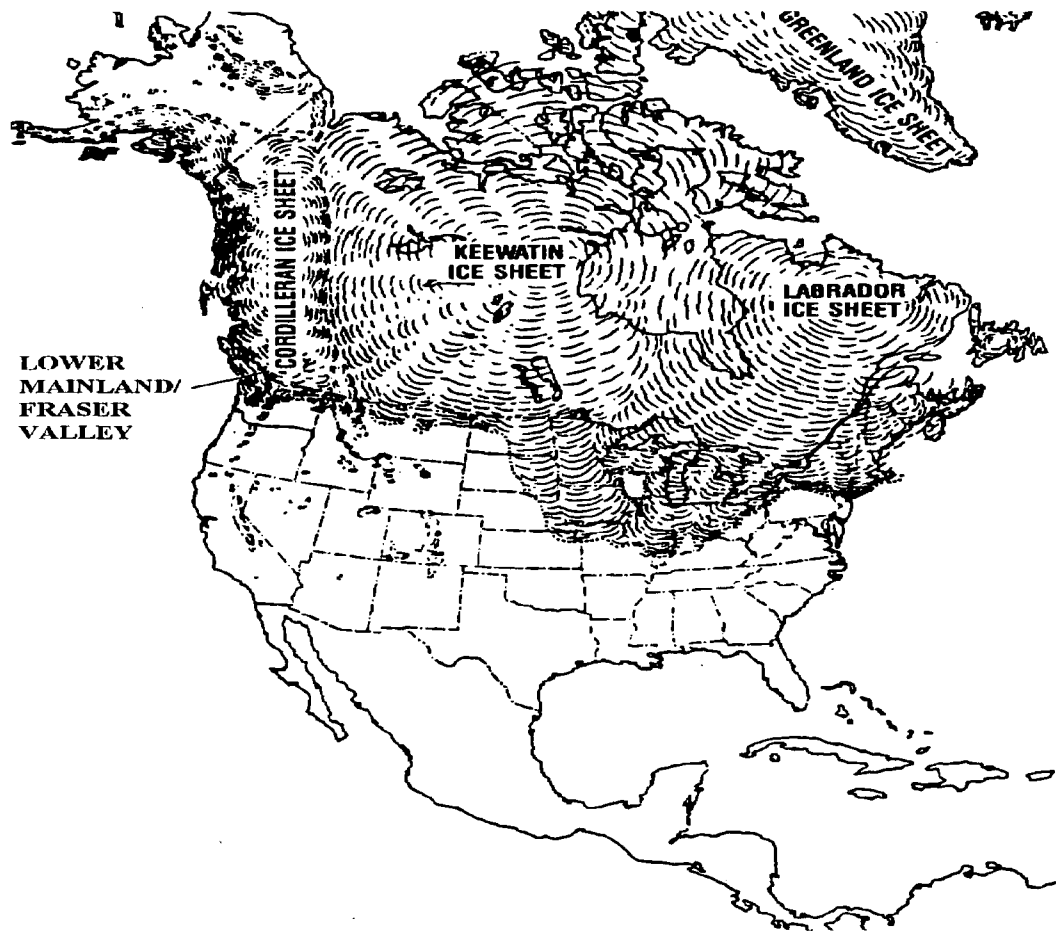 GREENLAND ICE SHEET
CORDILLERAN ICE SHEET
KEEWATIN
ICE SHEET
LABRADOR
ICE SHEET
LOWER
MAINLAND/
FRASER
VALLEY